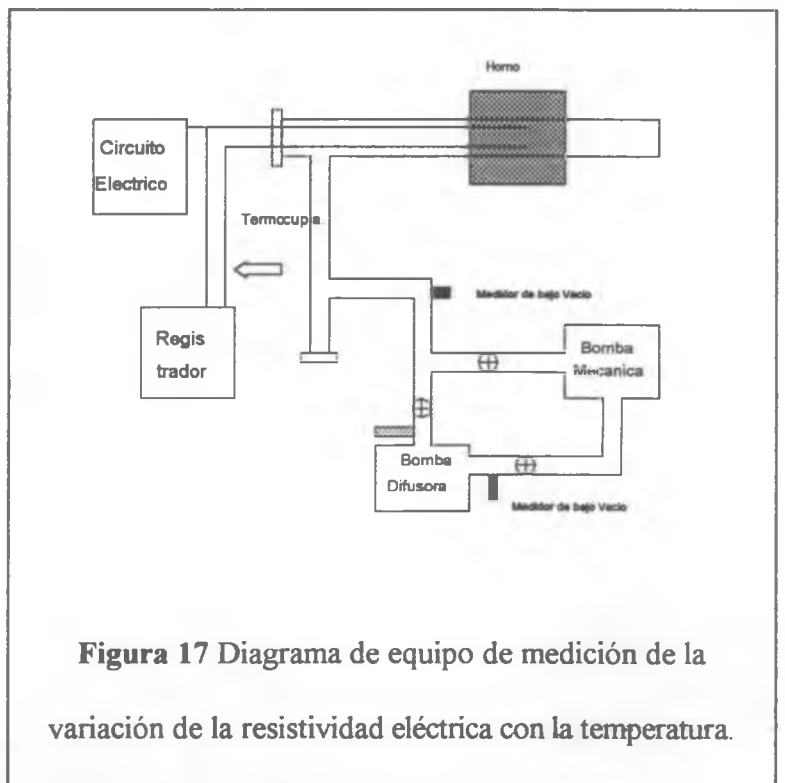 Horno
Circuito
Electrico
Termocupla
Medidor de bajo Vacio
Regis
trador
Bomba
Mecanica
Bomba
Difusora
Medidor de bajo Vacio
Figura 17 Diagrama de equipo de medición de la
variación de la resistividad eléctrica con la temperatura.